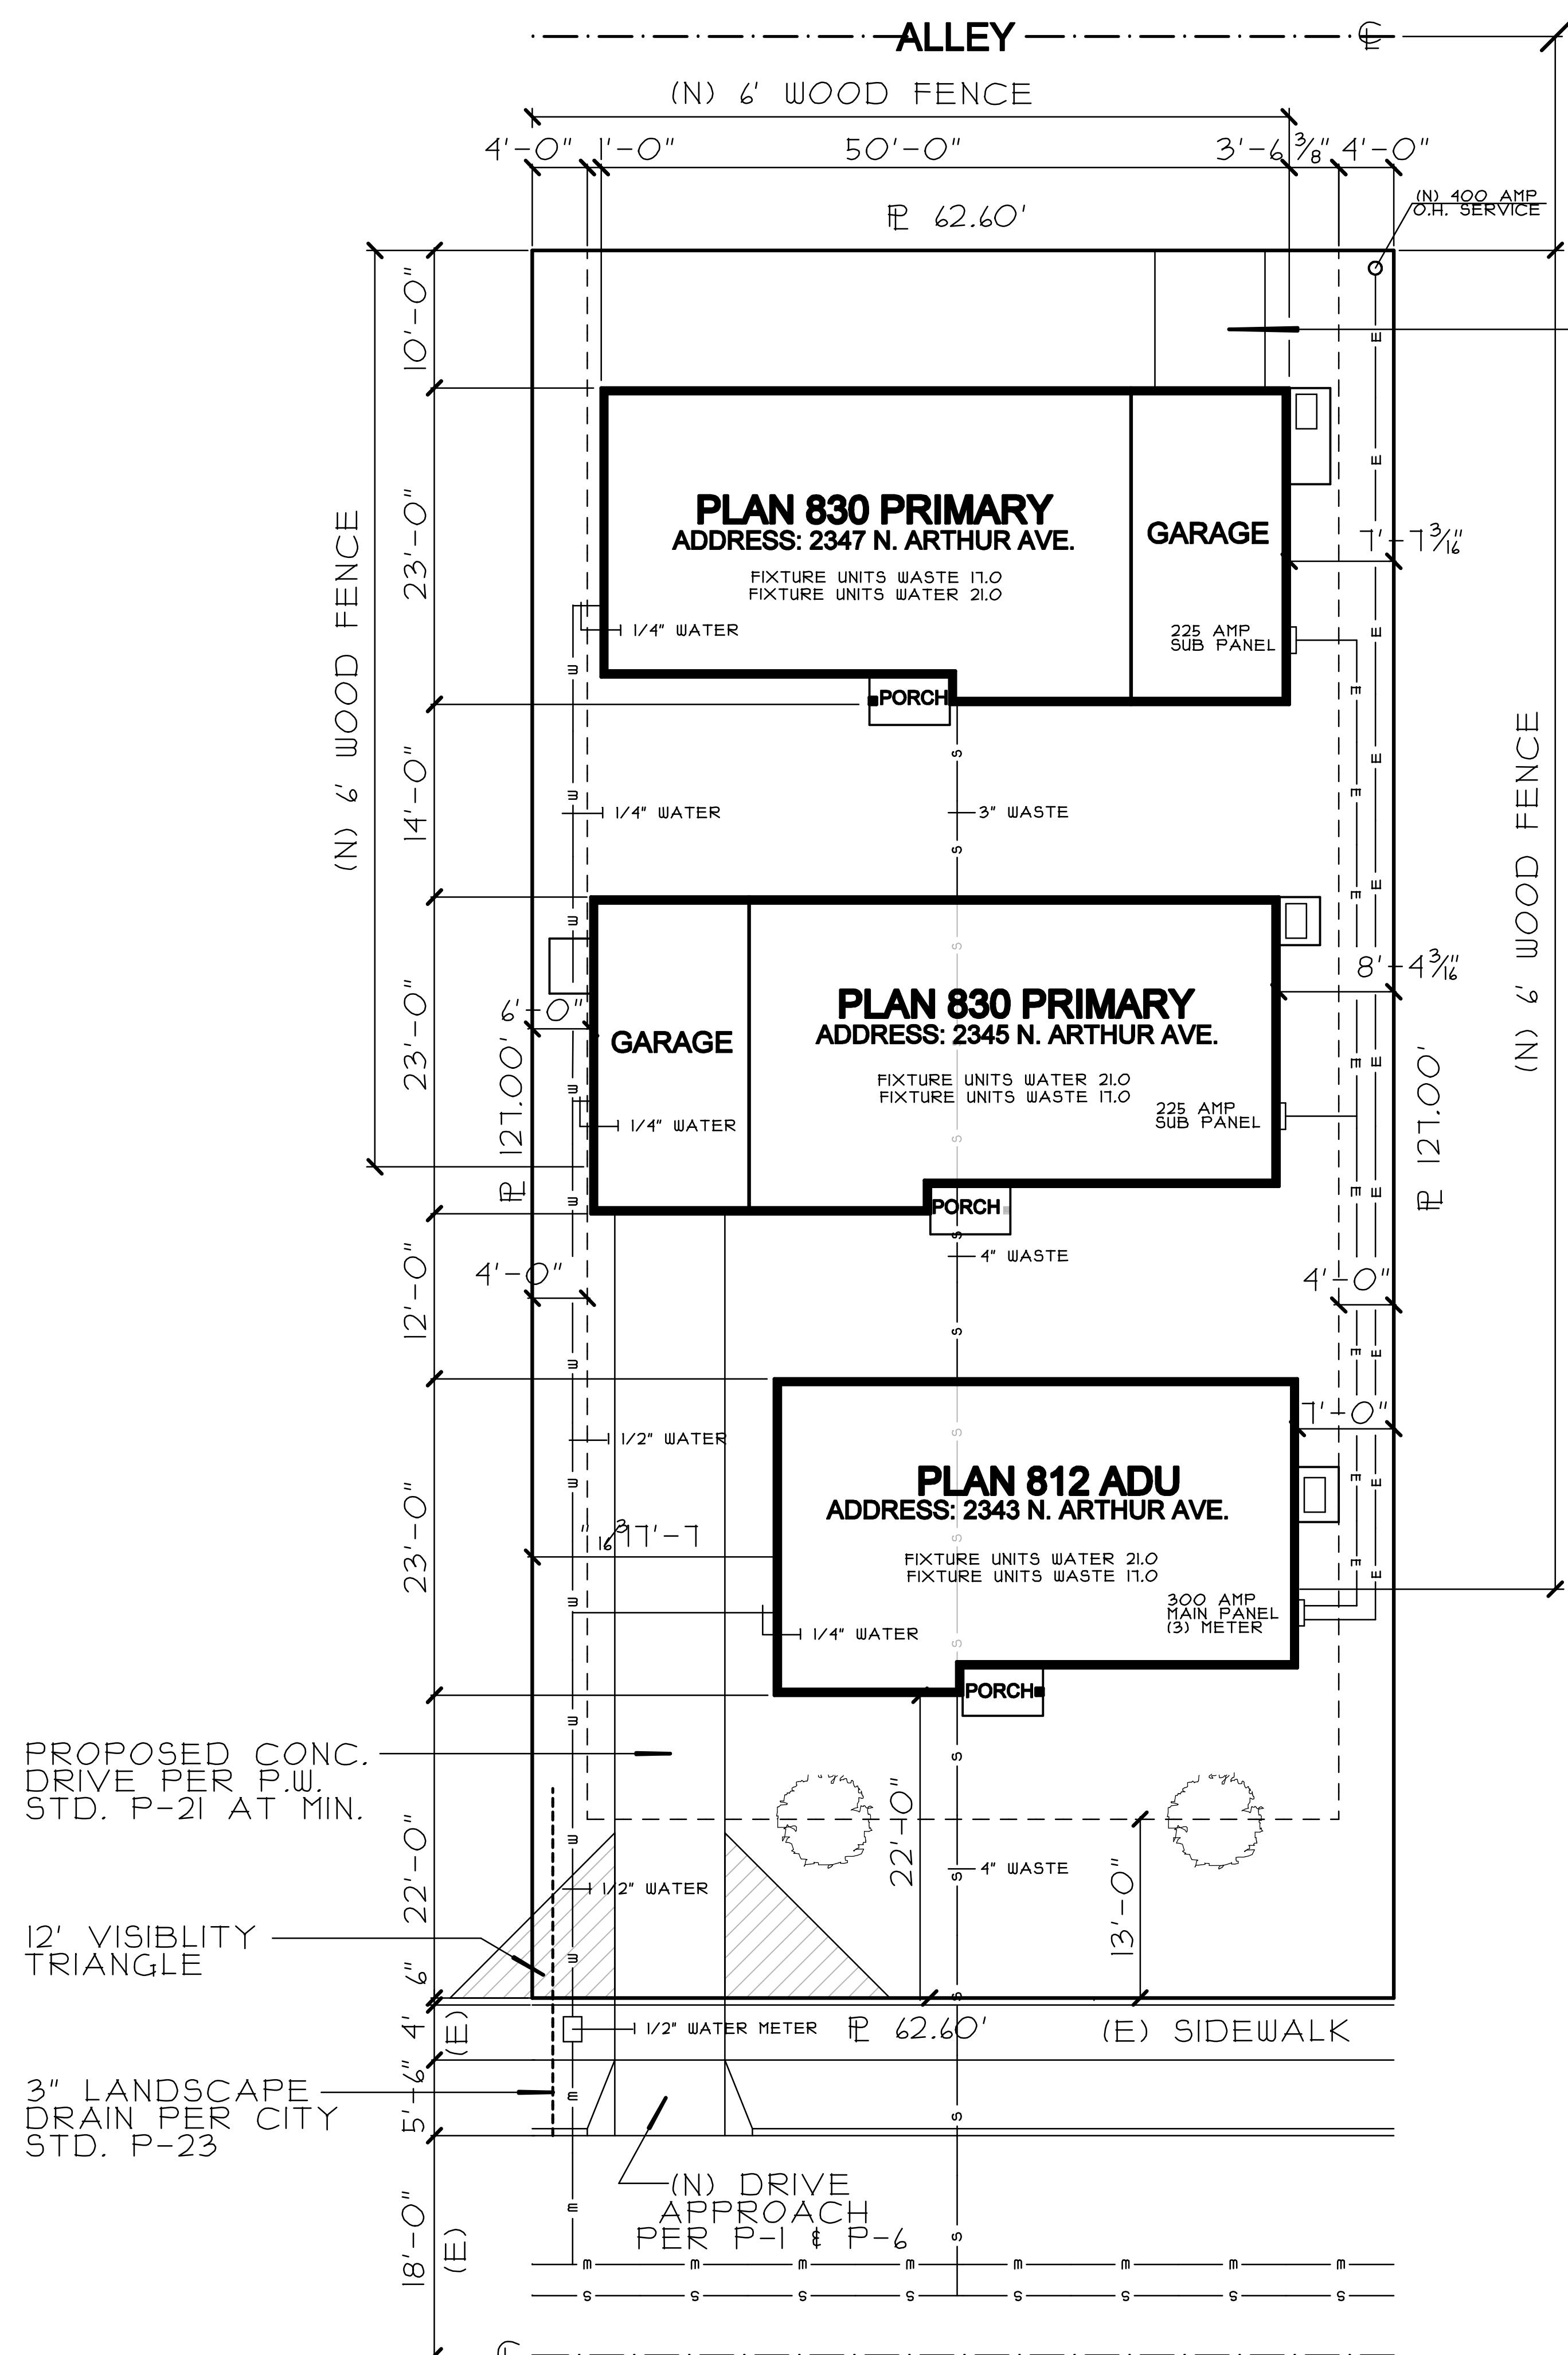 ALLEY
(N) 6' WOOD FENCE
4'-0" 1'-0" 50'-0" 3'-6 3/8" 4'-0"
(N) 400 AMP
O.H. SERVICE
PL 62.60'
10'-0"
23'-0"
14'-0"
23'-0"
12'-0"
23'-0"
22'-0"
6"
4'
(E)
5'-6"
18'-0"
(E)
(N) 6' WOOD FENCE
PLAN 830 PRIMARY
ADDRESS: 2347 N. ARTHUR AVE.
FIXTURE UNITS WASTE 17.0
FIXTURE UNITS WATER 21.0
GARAGE
7'-7 3/16"
1 1/4" WATER
225 AMP
SUB PANEL
PORCH
1 1/4" WATER
3" WASTE
(N) 6' WOOD FENCE
8'-4 3/16"
6'-0"
GARAGE
PLAN 830 PRIMARY
ADDRESS: 2345 N. ARTHUR AVE.
FIXTURE UNITS WATER 21.0
FIXTURE UNITS WASTE 17.0
225 AMP
SUB PANEL
PL 127.00'
PL 127.00'
1 1/4" WATER
PORCH
4" WASTE
4'-0"
4'-0"
7'-0"
1 1/2" WATER
PLAN 812 ADU
ADDRESS: 2343 N. ARTHUR AVE.
17'-7 3/16"
FIXTURE UNITS WATER 21.0
FIXTURE UNITS WASTE 17.0
300 AMP
MAIN PANEL
(3) METER
1 1/4" WATER
PORCH
PROPOSED CONC.
DRIVE PER P.W.
STD. P-21 AT MIN.
22'-0"
4" WASTE
13'-0"
1 1/2" WATER
12' VISIBLITY
TRIANGLE
1 1/2" WATER METER
PL 62.60'
(E) SIDEWALK
3" LANDSCAPE
DRAIN PER CITY
STD. P-23
(N) DRIVE
APPROACH
PER P-1 & P-6